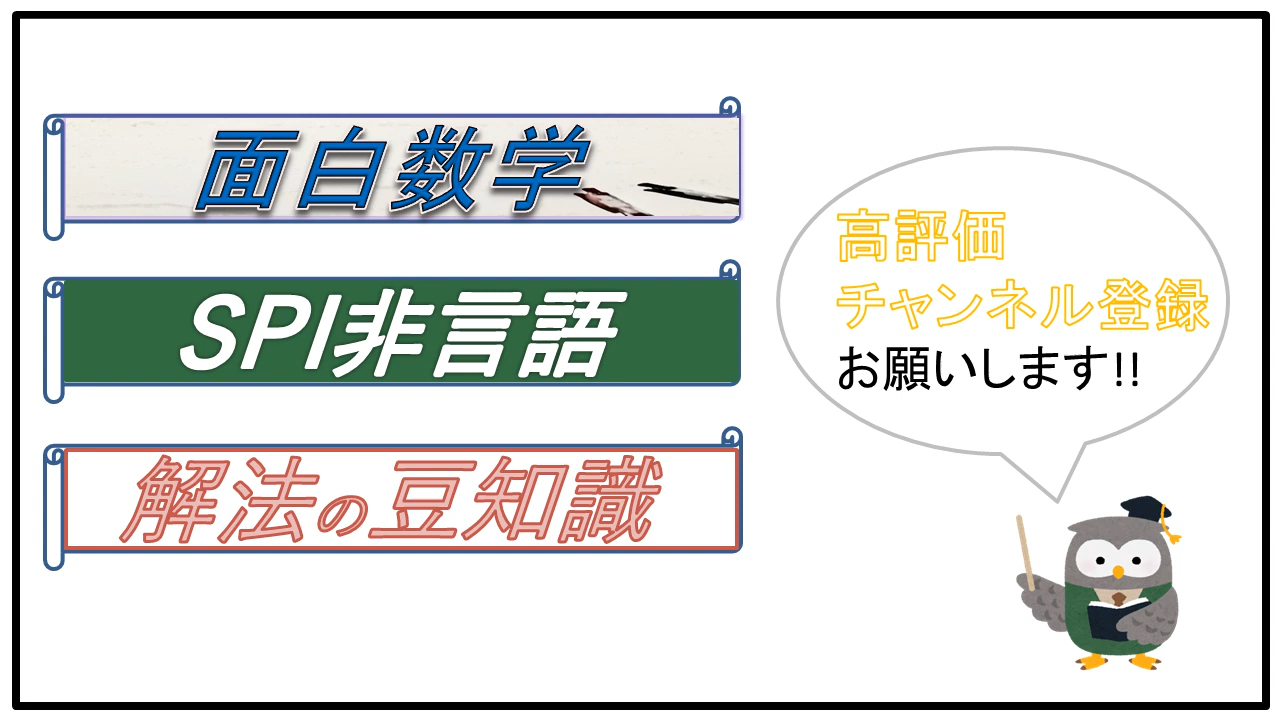 面白数学
SPI非言語
解法の豆知識
高評価
チャンネル登録
お願いします!!